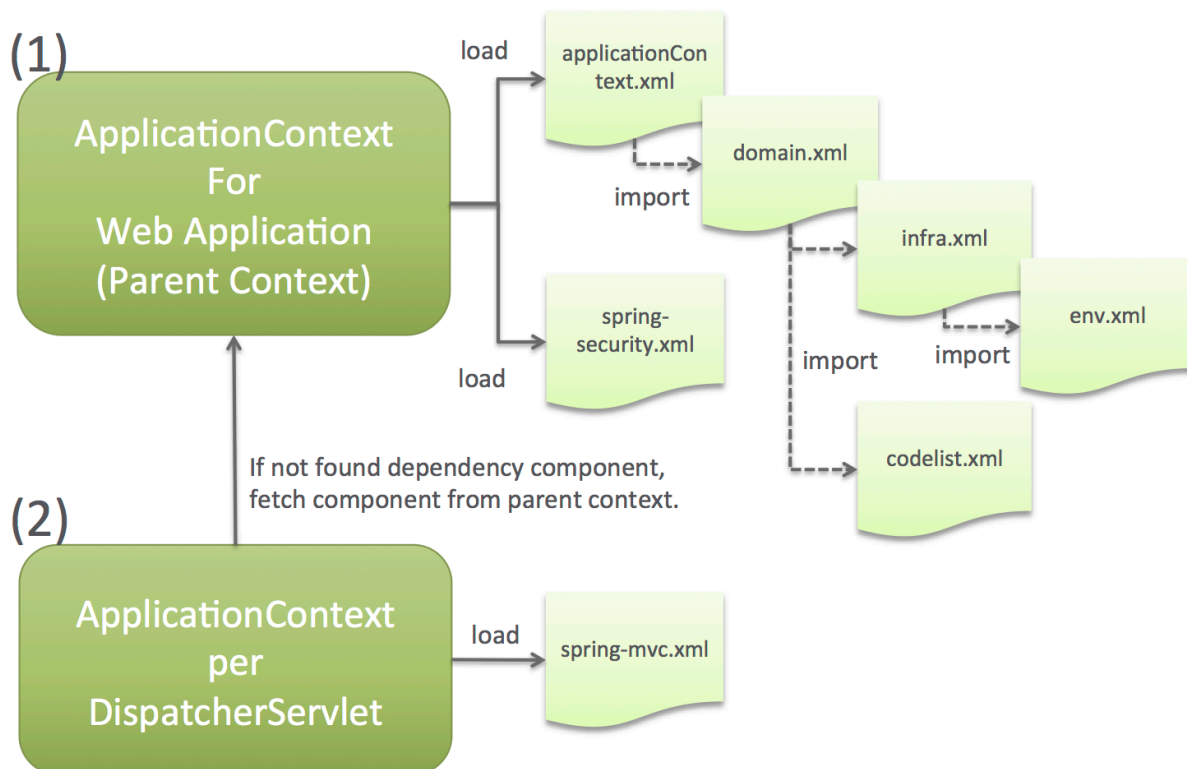 (1)
ApplicationContext
For
Web Application
(Parent Context)
load
applicationCon
text.xml
import
domain.xml
import
infra.xml
import
env.xml
codelist.xml
load
spring-
security.xml
If not found dependency component,
fetch component from parent context.
(2)
ApplicationContext
per
DispatcherServlet
load
spring-mvc.xml